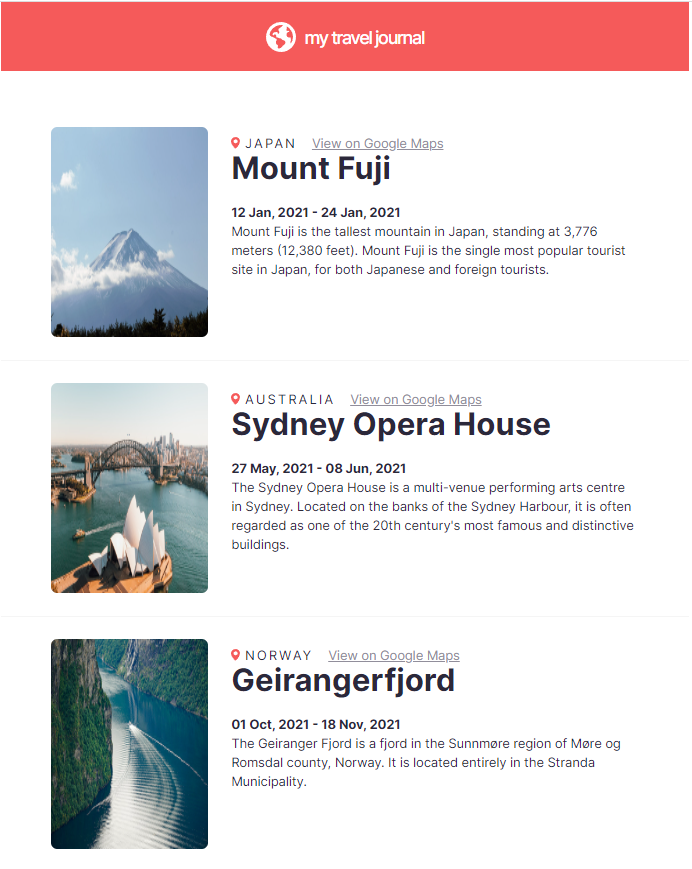 my travel journal
JAPAN View on Google Maps
Mount Fuji
12 Jan, 2021 - 24 Jan, 2021
Mount Fuji is the tallest mountain in Japan, standing at 3,776
meters (12,380 feet). Mount Fuji is the single most popular tourist
site in Japan, for both Japanese and foreign tourists.
AUSTRALIA View on Google Maps
Sydney Opera House
27 May, 2021 - 08 Jun, 2021
The Sydney Opera House is a multi-venue performing arts centre
in Sydney. Located on the banks of the Sydney Harbour, it is often
regarded as one of the 20th century's most famous and distinctive
buildings.
NORWAY View on Google Maps
Geirangerfjord
01 Oct, 2021 - 18 Nov, 2021
The Geiranger Fjord is a fjord in the Sunnmøre region of Møre og
Romsdal county, Norway. It is located entirely in the Stranda
Municipality.